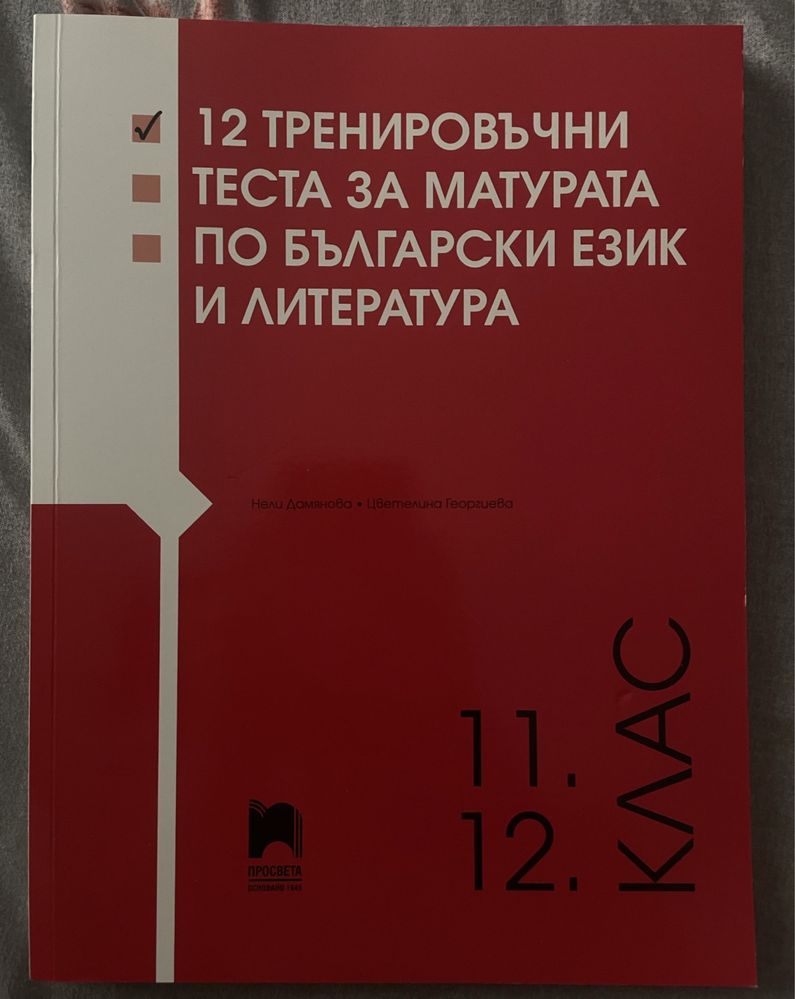 12 ТРЕНИРОВЪЧНИ
ТЕСТА ЗА МАТУРАТА
ПО БЪЛГАРСКИ ЕЗИК
И ЛИТЕРАТУРА
Нели Дамянова • Цветелина Георгиева
11.
12.
КЛАС
ПРОСВЕТА
ОСНОВАНО 1945